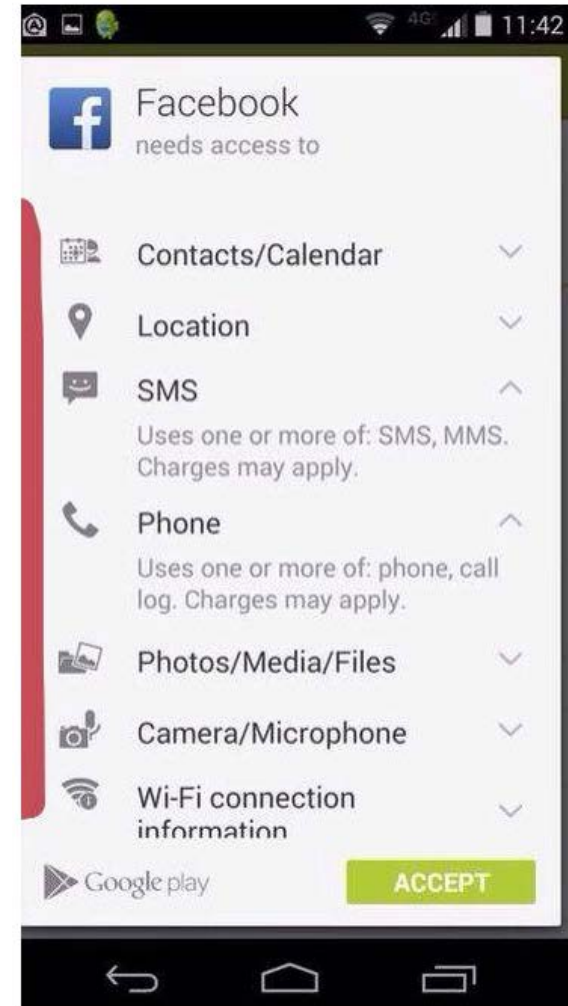 4G 11:42
Facebook
needs access to
Contacts/Calendar
Location
SMS
Uses one or more of: SMS, MMS.
Charges may apply.
Phone
Uses one or more of: phone, call
log. Charges may apply.
Photos/Media/Files
Camera/Microphone
Wi-Fi connection
information
Google play
ACCEPT